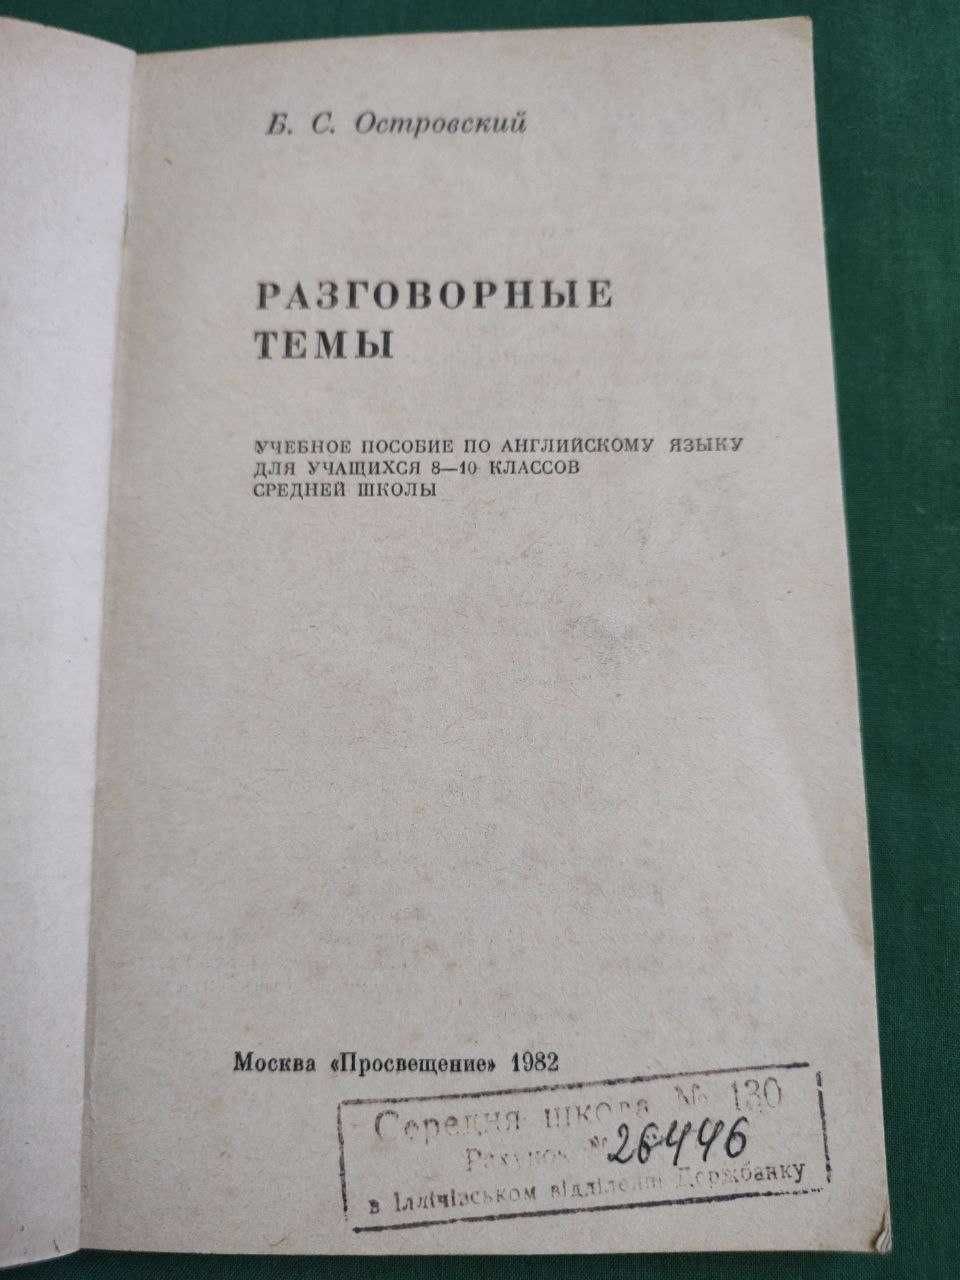 Б. С. Островский
РАЗГОВОРНЫЕ
ТЕМЫ
УЧЕБНОЕ ПОСОБИЕ ПО АНГЛИЙСКОМУ ЯЗЫКУ
ДЛЯ УЧАЩИХСЯ 8—10 КЛАССОВ
СРЕДНЕЙ ШКОЛЫ
Москва «Просвещение» 1982
Середня школа № 130
Рахунок № 26446
в Іллічівському відділенні Держбанку